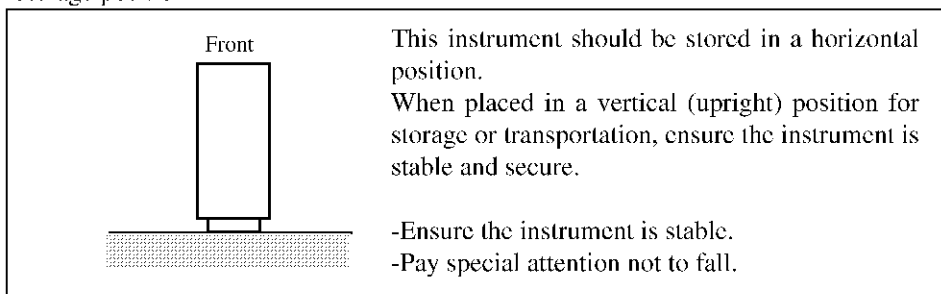 Front
This instrument should be stored in a horizontal
position.
When placed in a vertical (upright) position for
storage or transportation, ensure the instrument is
stable and secure.
-Ensure the instrument is stable.
-Pay special attention not to fall.